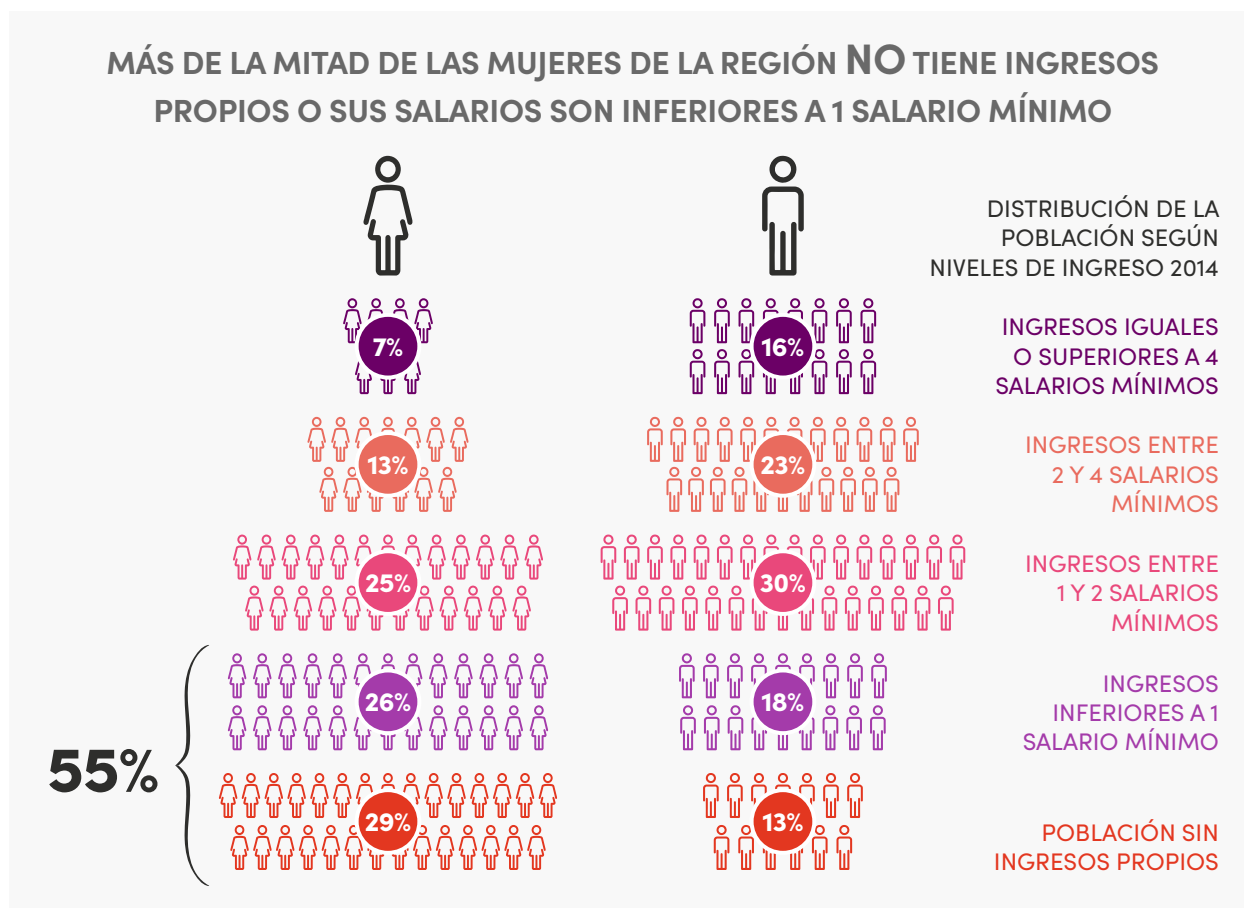 MÁS DE LA MITAD DE LAS MUJERES DE LA REGIÓN NO TIENE INGRESOS
PROPIOS O SUS SALARIOS SON INFERIORES A 1 SALARIO MÍNIMO
DISTRIBUCIÓN DE LA
POBLACIÓN SEGÚN
NIVELES DE INGRESO 2014
7%
16%
INGRESOS IGUALES
O SUPERIORES A 4
SALARIOS MÍNIMOS
13%
23%
INGRESOS ENTRE
2 Y 4 SALARIOS
MÍNIMOS
25%
30%
INGRESOS ENTRE
1 Y 2 SALARIOS
MÍNIMOS
26%
18%
INGRESOS
INFERIORES A 1
SALARIO MÍNIMO
55%
29%
13%
POBLACIÓN SIN
INGRESOS PROPIOS